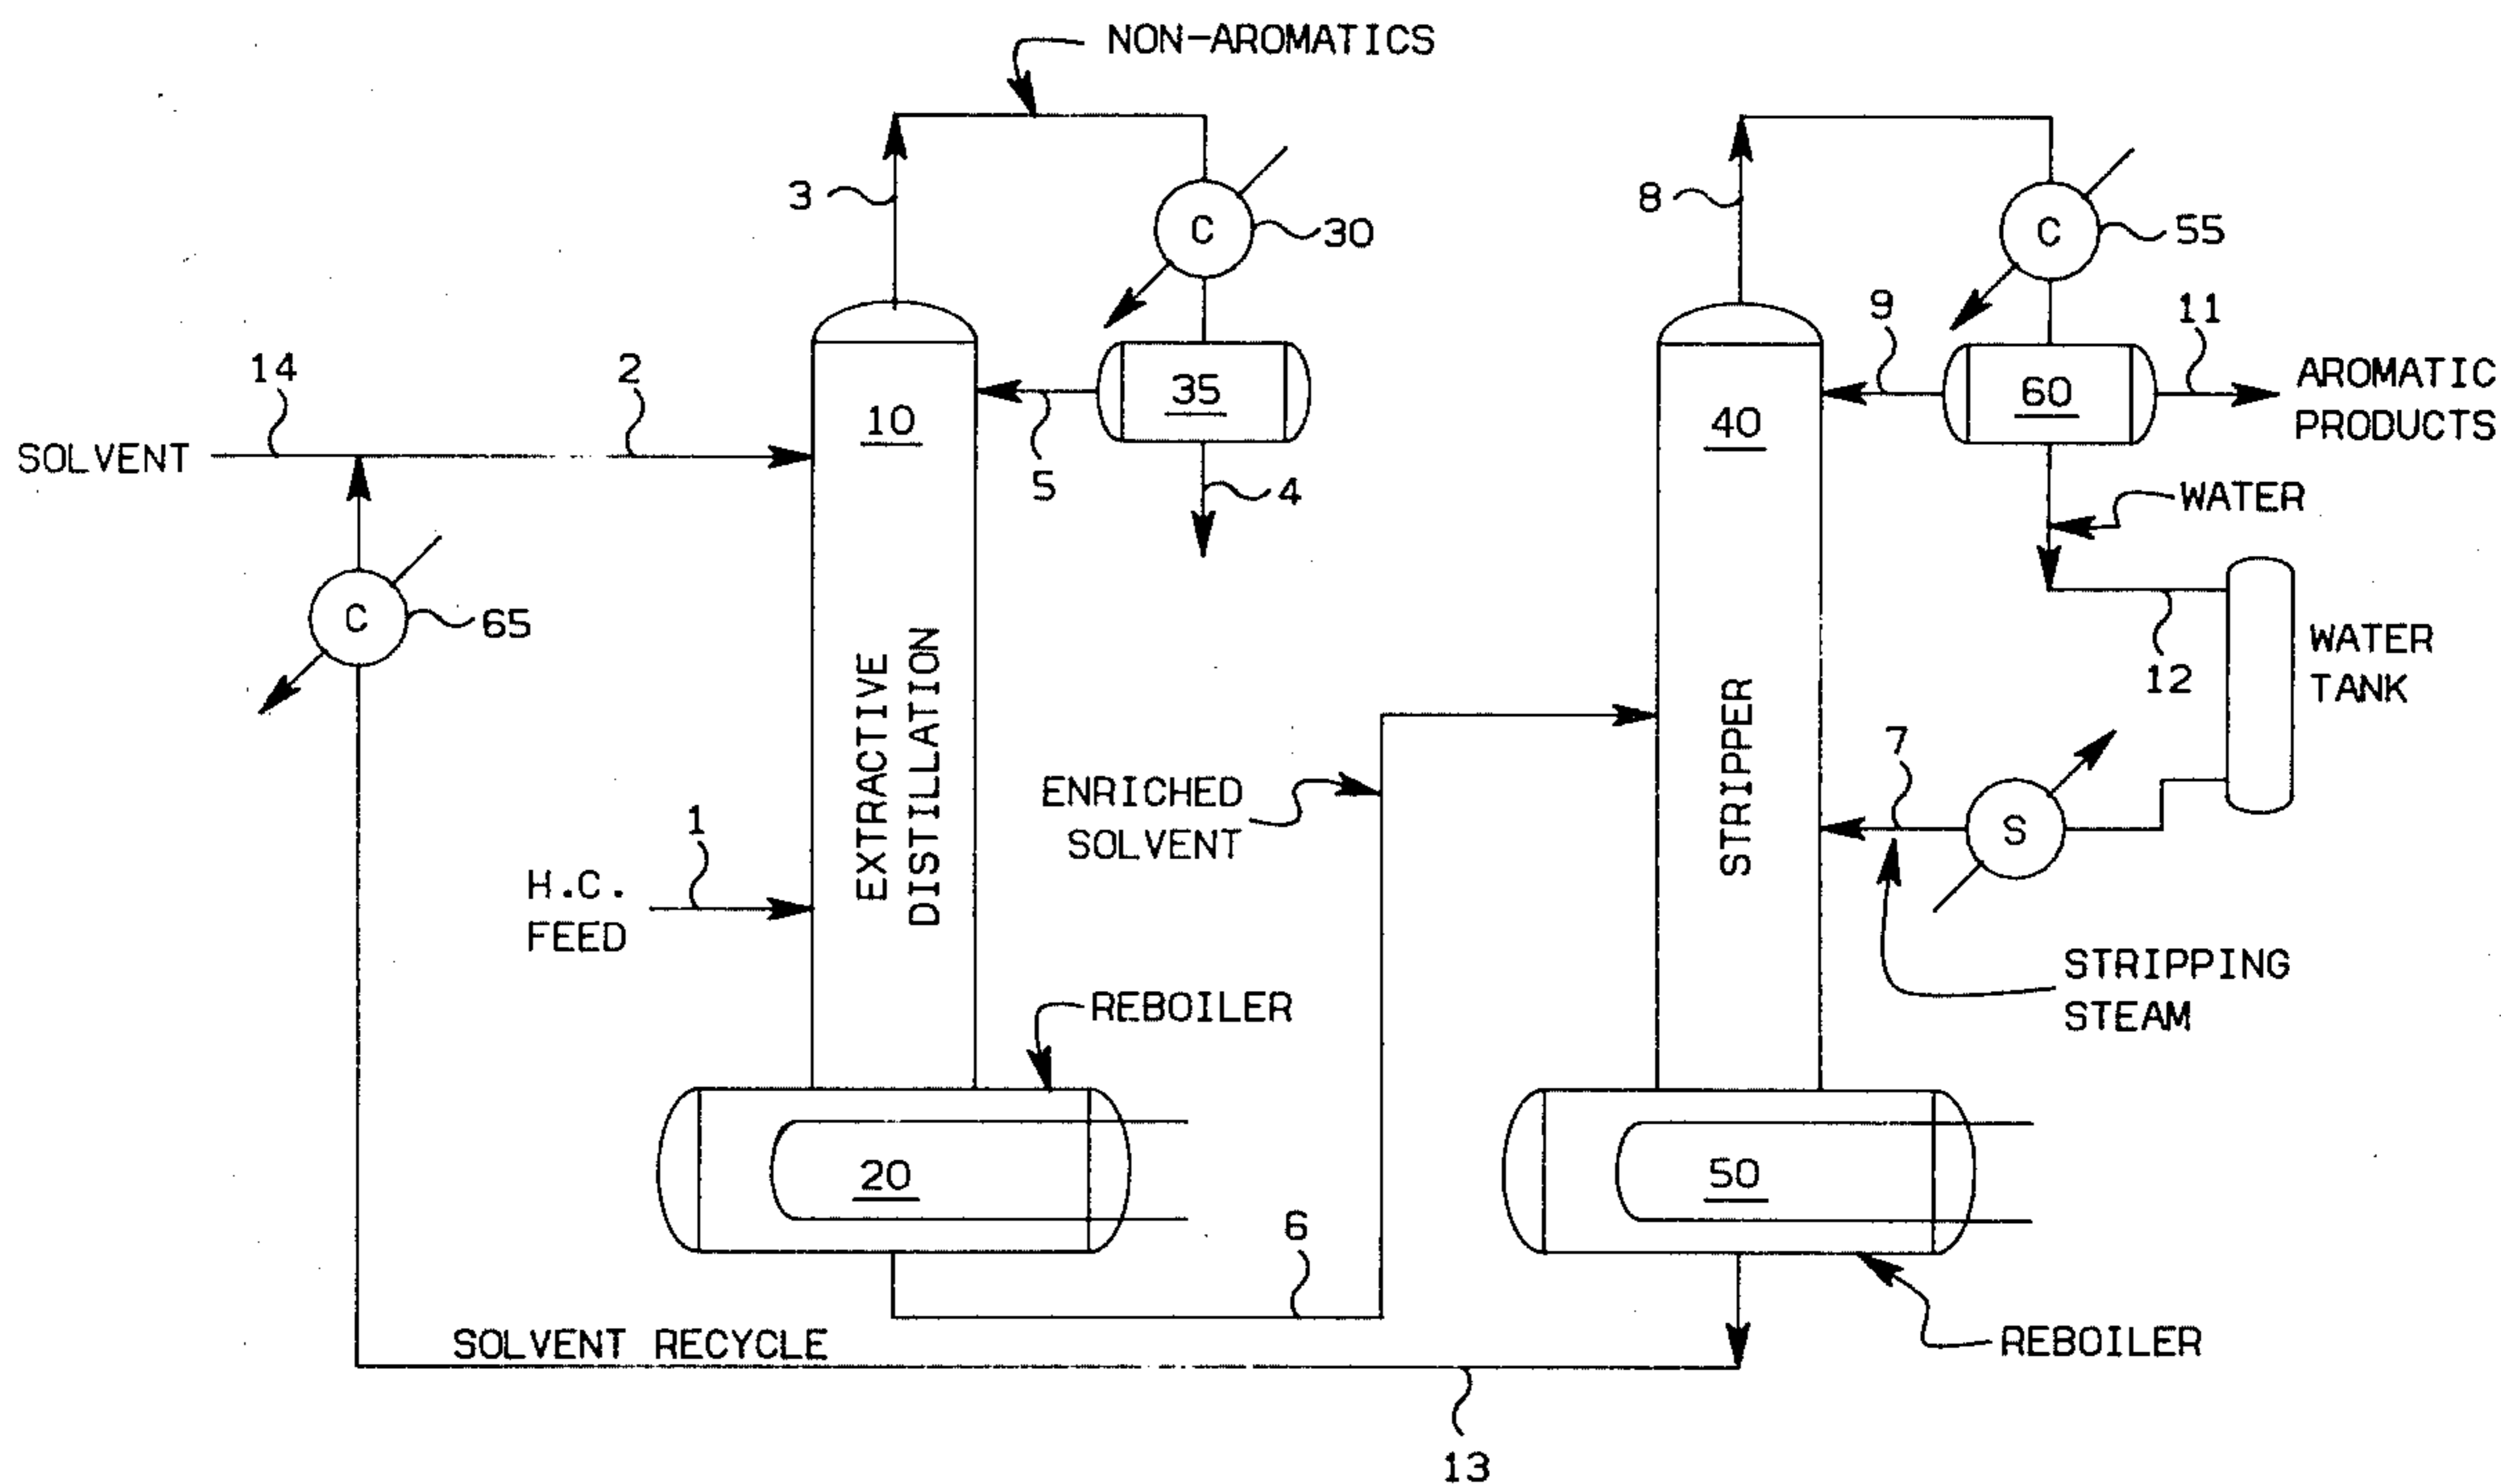 NON-AROMATICS
3
C
30
8
C
55
14
2
5
35
4
9
11
10
40
60
AROMATIC
PRODUCTS
SOLVENT
WATER
C
65
12
WATER
TANK
EXTRACTIVE
DISTILLATION
STRIPPER
ENRICHED
SOLVENT
7
S
1
H.C.
FEED
STRIPPING
STEAM
REBOILER
20
50
6
SOLVENT RECYCLE
REBOILER
13